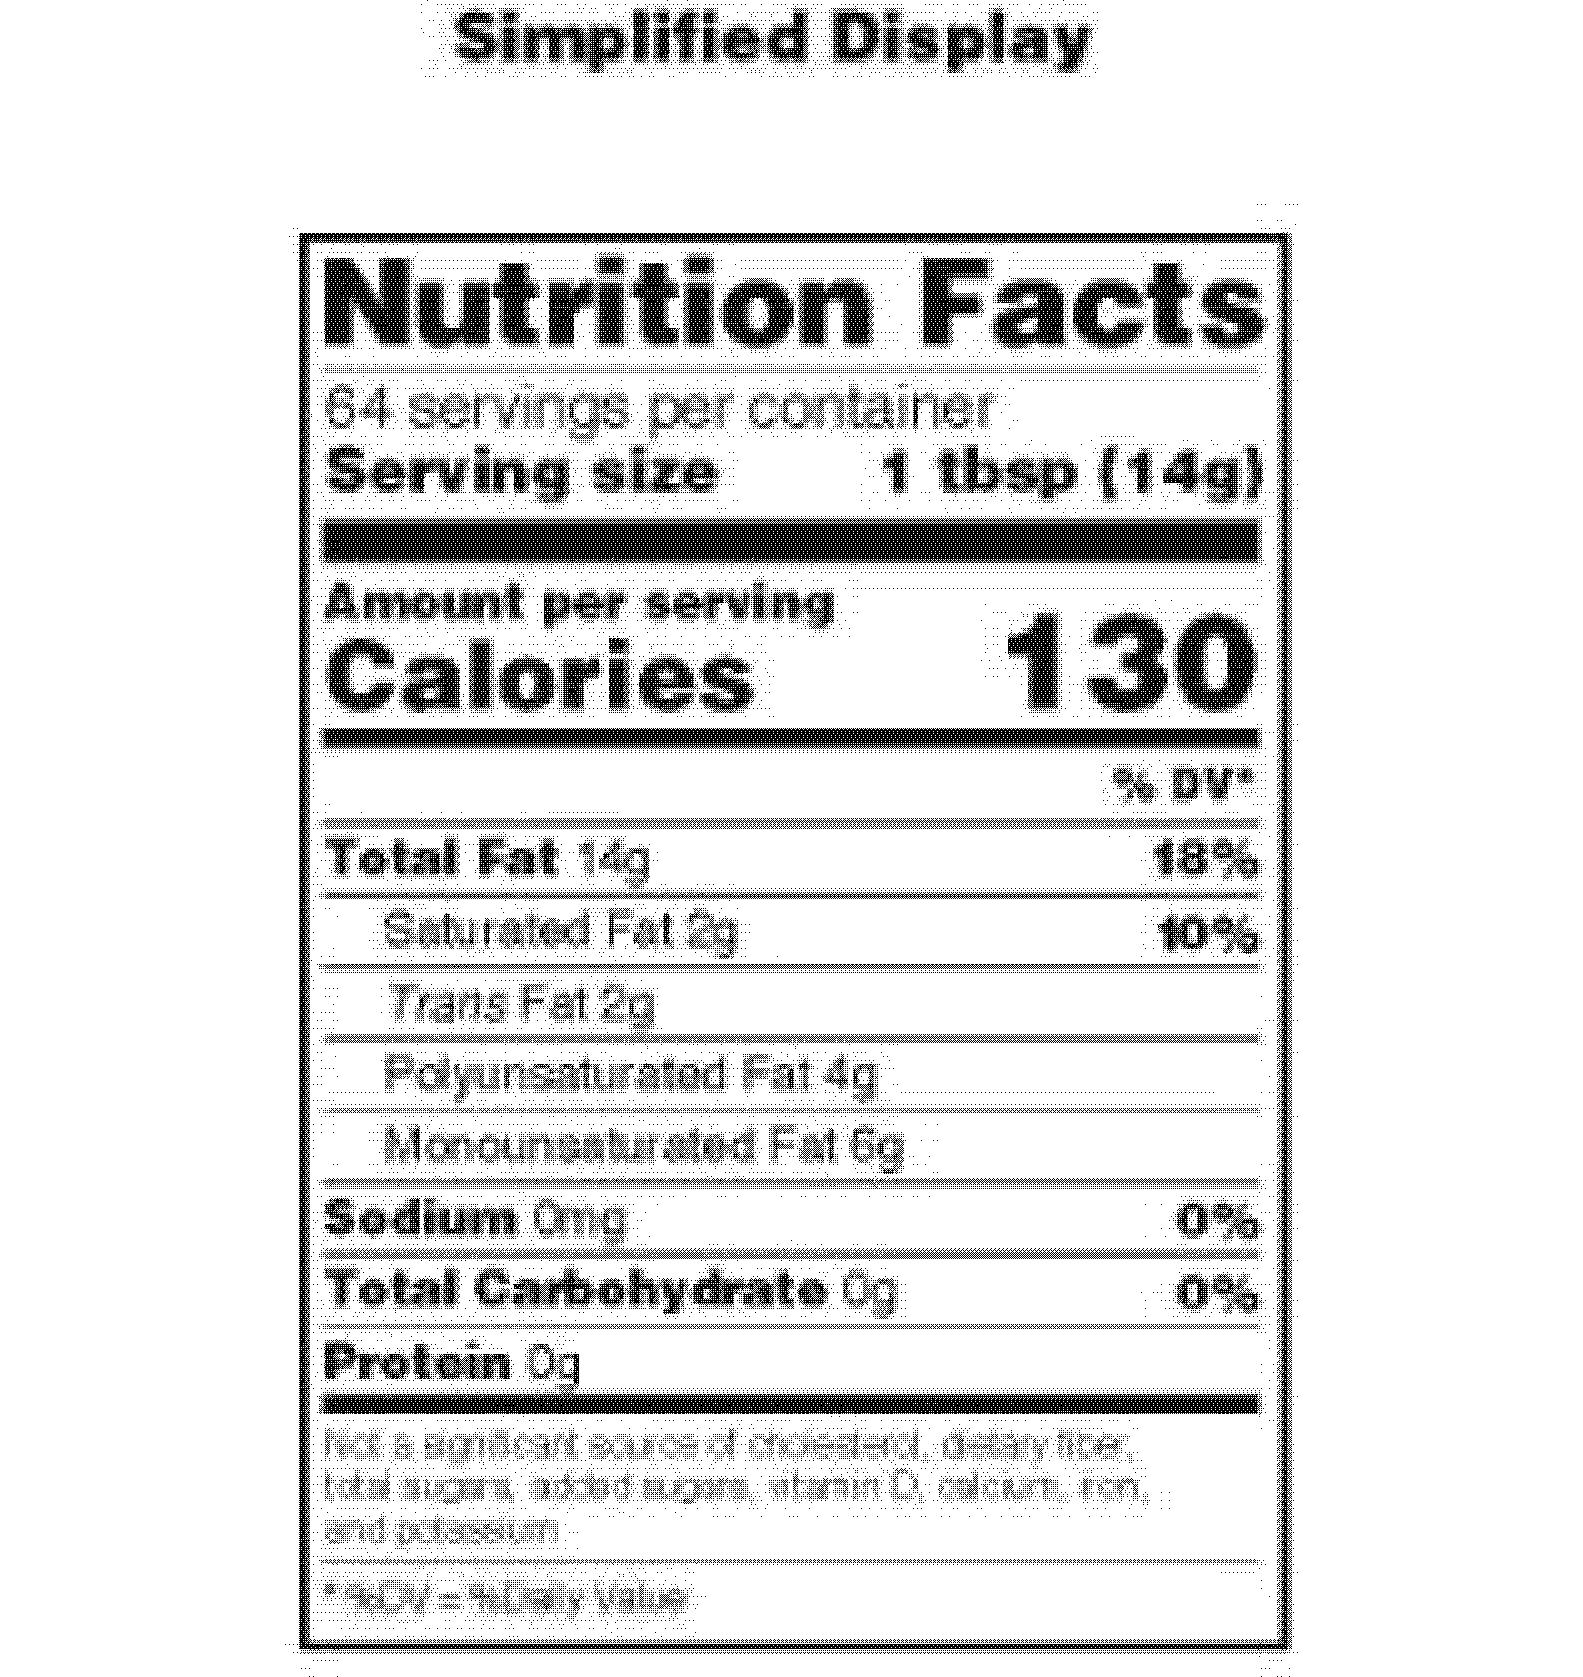 Simplified Display
Nutrition Facts
64 servings per container
Serving size 1 tbsp (14g)
Amount per serving
Calories 130
% DV*
Total Fat 14g 18%
Saturated Fat 2g 10%
Trans Fat 2g
Polyunsaturated Fat 4g
Monounsaturated Fat 6g
Sodium 0mg 0%
Total Carbohydrate 0g 0%
Protein 0g
Not a significant source of cholesterol, dietary fiber,
total sugars, added sugars, vitamin D, calcium, iron,
and potassium
* %DV = %Daily Value